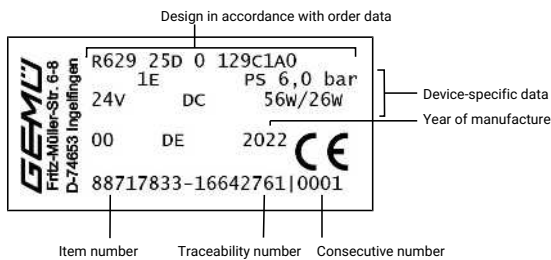 Design in accordance with order data
GEMÜ
Fritz-Müller-Str. 6-8
D-74653 Ingelfingen
R629 25D 0 129C1A0
1E PS 6,0 bar
24V DC 56W/26W
00 DE 2022 CE
88717833-16642761|0001
Device-specific data
Year of manufacture
Item number Traceability number Consecutive number